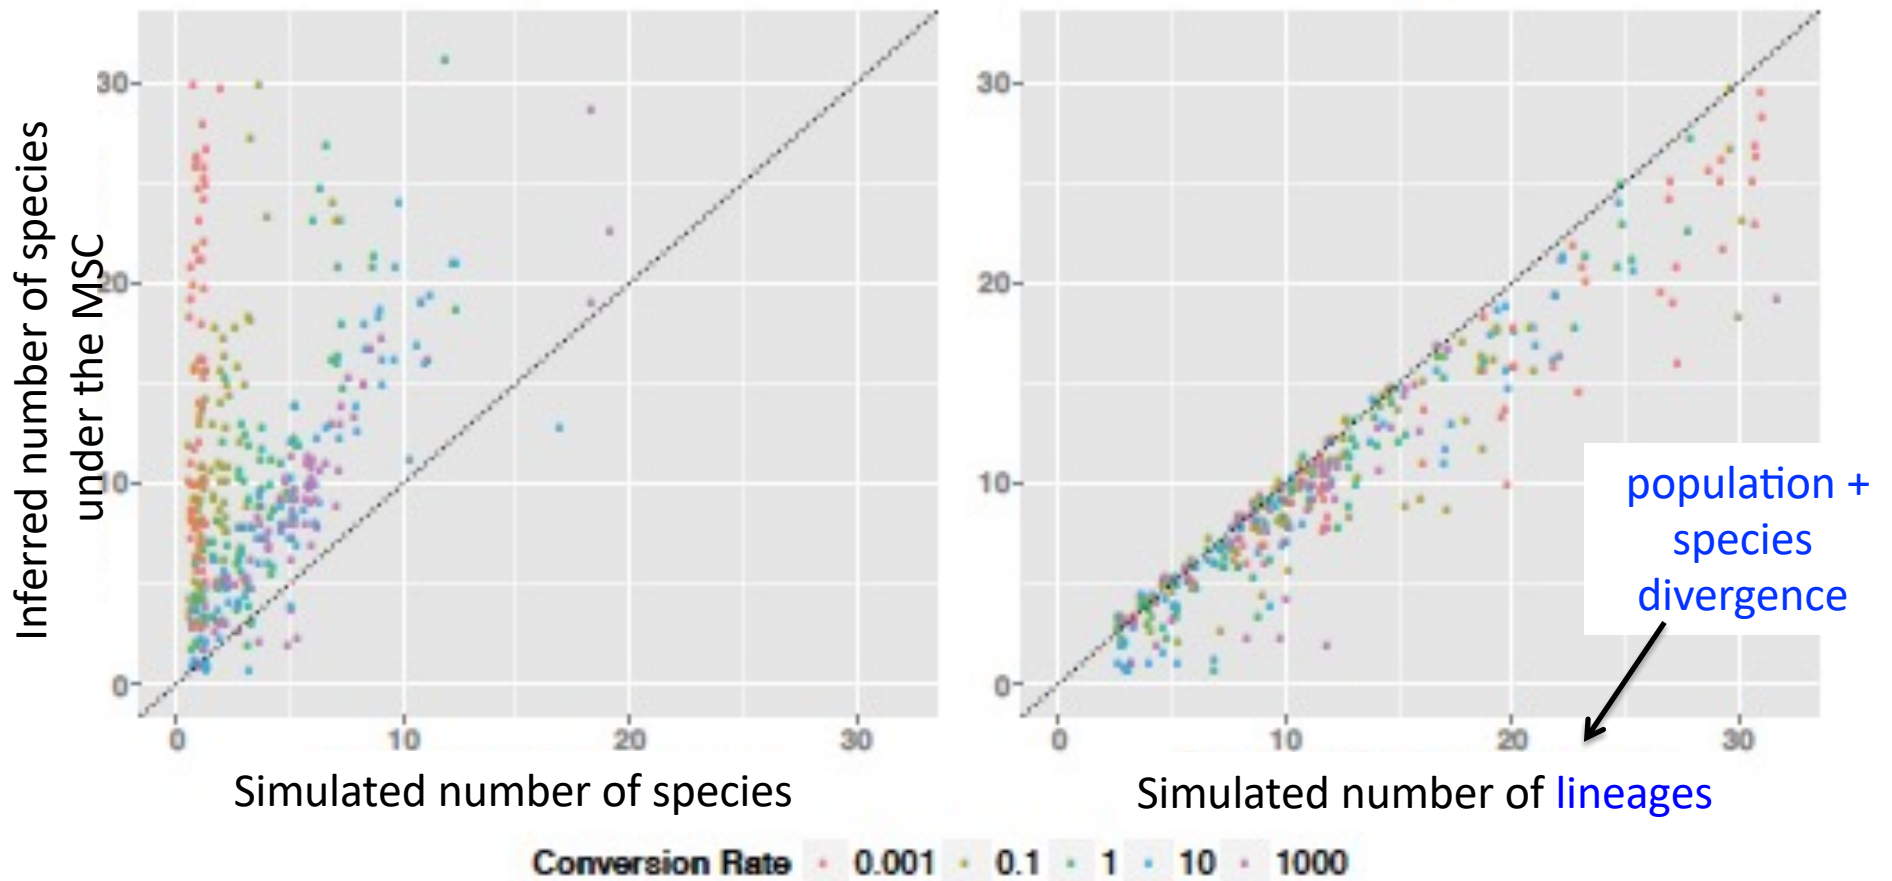 Inferred number of species
under the MSC
30
20
10
0
0 10 20 30
Simulated number of species
30
20
10
0
0 10 20 30
Simulated number of lineages
population +
species
divergence
Conversion Rate 0.001 0.1 1 10 1000